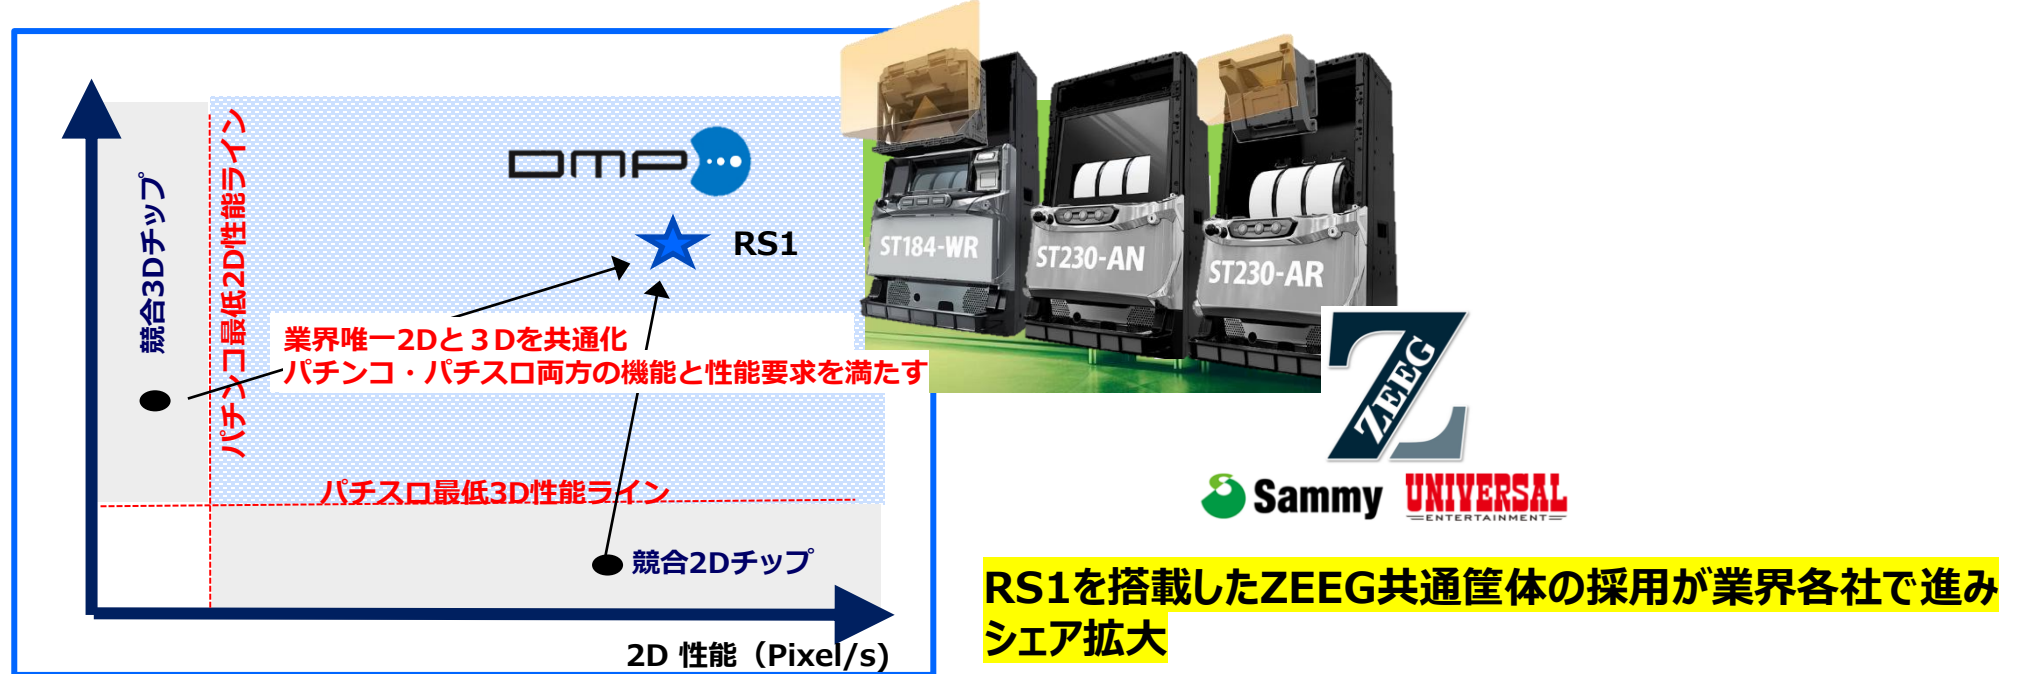 パチンコ最低2D性能ライン
競合3Dチップ
DMP
RS1
業界唯一2Dと３Dを共通化
パチンコ・パチスロ両方の機能と性能要求を満たす
パチスロ最低3D性能ライン
競合2Dチップ
2D 性能（Pixel/s)
ST184-WR
ST230-AN
ST230-AR
ZEEG
Sammy
UNIVERSAL
ENTERTAINMENT
RS1を搭載したZEEG共通筐体の採用が業界各社で進み
シェア拡大